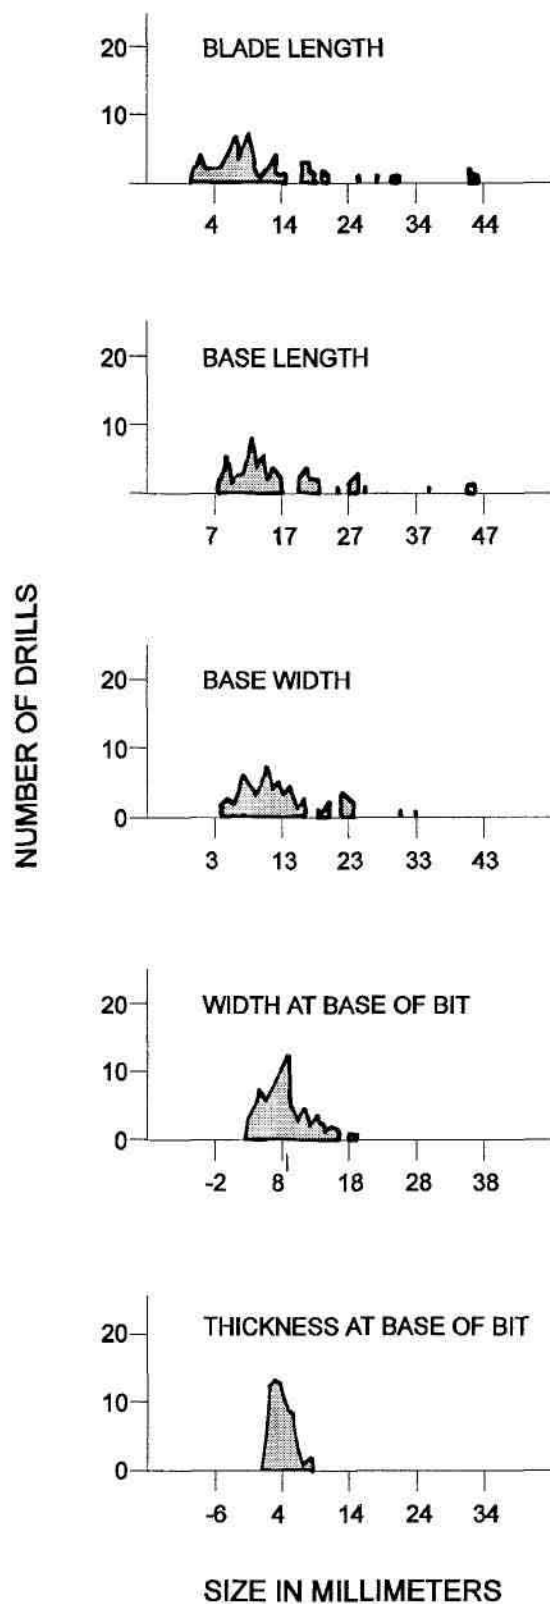 20
BLADE LENGTH
10
4 14 24 34 44
20
BASE LENGTH
10
7 17 27 37 47
NUMBER OF DRILLS
20
BASE WIDTH
10
0
3 13 23 33 43
20
WIDTH AT BASE OF BIT
10
0
-2 8 18 28 38
20
THICKNESS AT BASE OF BIT
10
0
-6 4 14 24 34
SIZE IN MILLIMETERS